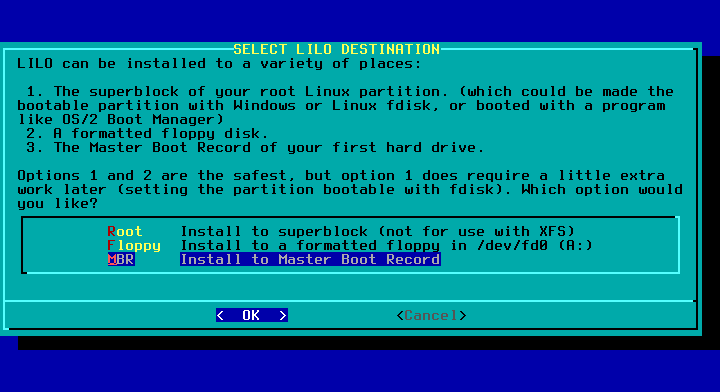 SELECT LILO DESTINATION
LILO can be installed to a variety of places:
1. The superblock of your root Linux partition. (which could be made the
bootable partition with Windows or Linux fdisk, or booted with a program
like OS/2 Boot Manager)
2. A formatted floppy disk.
3. The Master Boot Record of your first hard drive.
Options 1 and 2 are the safest, but option 1 does require a little extra
work later (setting the partition bootable with fdisk). Which option would
you like?
Root Install to superblock (not for use with XFS)
Floppy Install to a formatted floppy in /dev/fd0 (A:)
MBR Install to Master Boot Record
< OK > <Cancel>